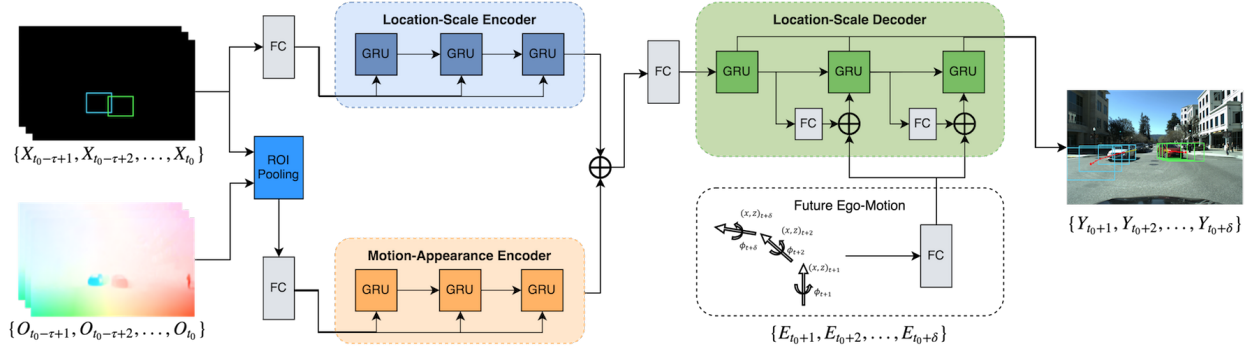 Location-Scale Encoder
FC
GRU
GRU
GRU
{X_{t_0-τ+1}, X_{t_0-τ+2}, . . . , X_{t_0}}
ROI
Pooling
Motion-Appearance Encoder
FC
GRU
GRU
GRU
{O_{t_0-τ+1}, O_{t_0-τ+2}, . . . , O_{t_0}}
Location-Scale Decoder
FC
GRU
GRU
GRU
FC
FC
Future Ego-Motion
(x, z)_{t+δ}
ϕ_{t+δ}
(x, z)_{t+2}
ϕ_{t+2}
(x, z)_{t+1}
ϕ_{t+1}
FC
{E_{t_0+1}, E_{t_0+2}, . . . , E_{t_0+δ}}
{Y_{t_0+1}, Y_{t_0+2}, . . . , Y_{t_0+δ}}